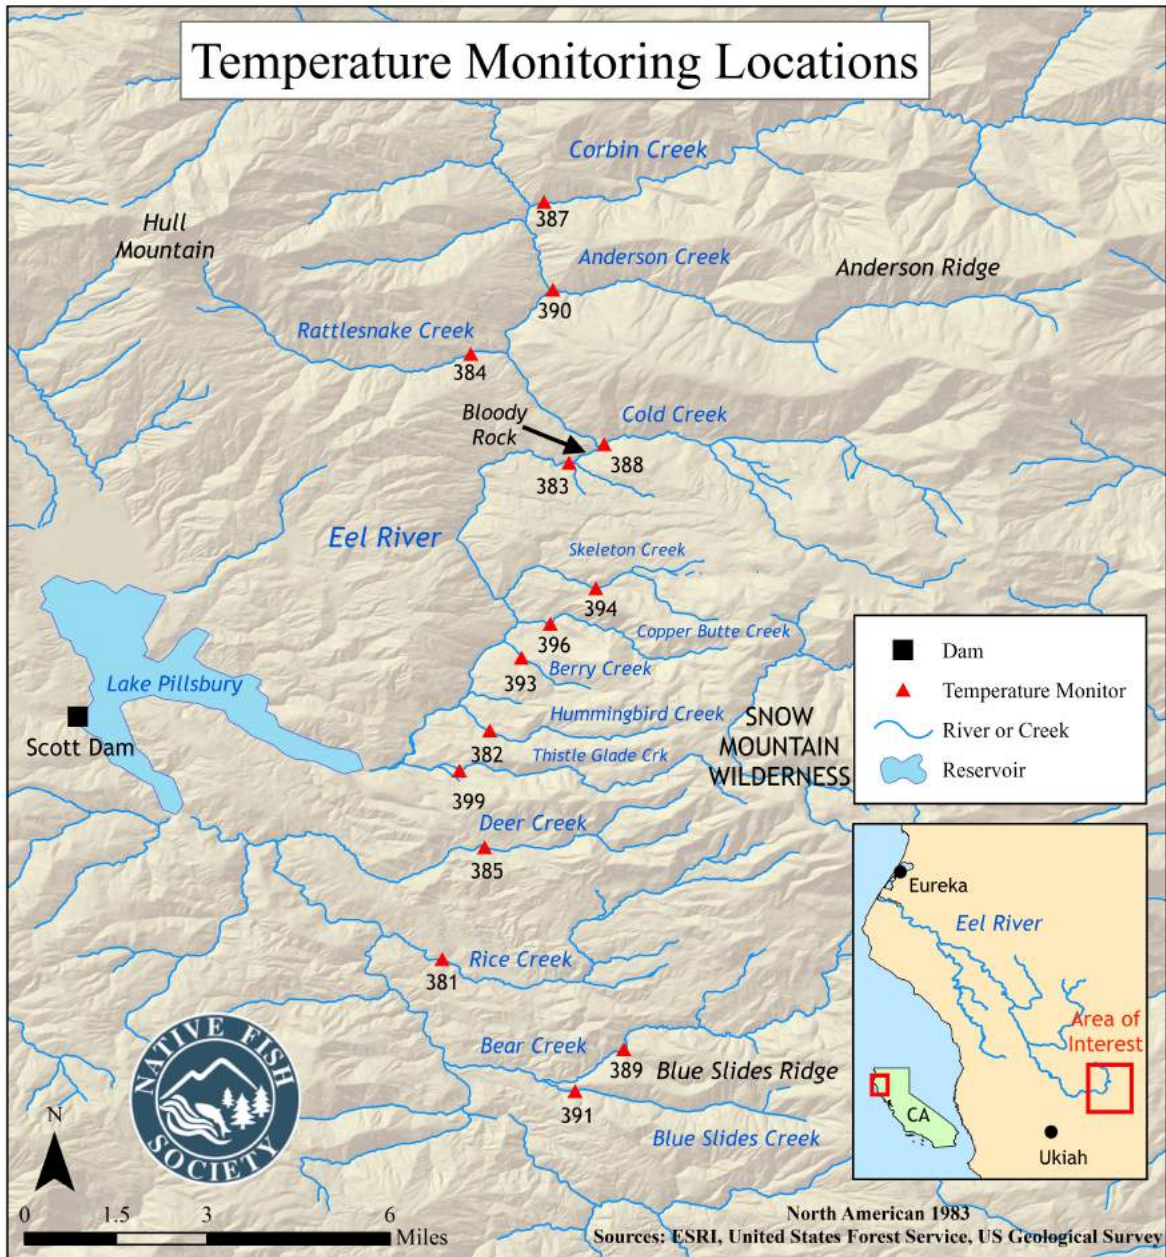 Temperature Monitoring Locations
Corbin Creek
387
Hull
Mountain
Anderson Creek
Anderson Ridge
390
Rattlesnake Creek
384
Bloody
Rock
Cold Creek
388
383
Eel River
Skeleton Creek
394
396
Copper Butte Creek
393
Berry Creek
Lake Pillsbury
Hummingbird Creek
SNOW
MOUNTAIN
WILDERNESS
Scott Dam
382
Thistle Glade Crk
399
Deer Creek
385
Rice Creek
381
Bear Creek
389
Blue Slides Ridge
391
Blue Slides Creek
Dam
Temperature Monitor
River or Creek
Reservoir
Eureka
Eel River
Area of
Interest
CA
Ukiah
NATIVE FISH
SOCIETY
N
0 1.5 3 6
Miles
North American 1983
Sources: ESRI, United States Forest Service, US Geological Survey